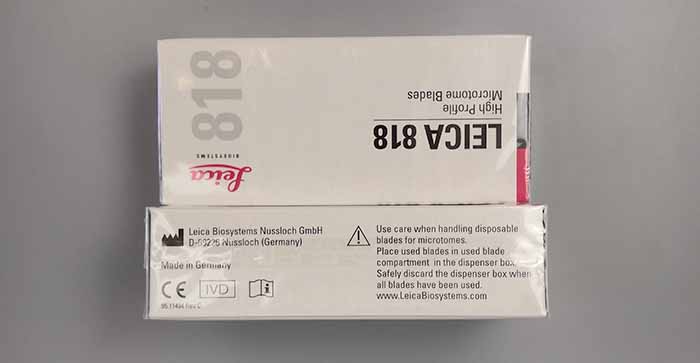 LEICA 818
High Profile
Microtome Blades
818
Leica
BIOSYSTEMS
Leica Biosystems Nussloch GmbH
D-69226 Nussloch (Germany)
Made in Germany
CE IVD
Use care when handling disposable
blades for microtomes.
Place used blades in used blade
compartment in the dispenser box.
Safely discard the dispenser box when
all blades have been used.
www.LeicaBiosystems.com